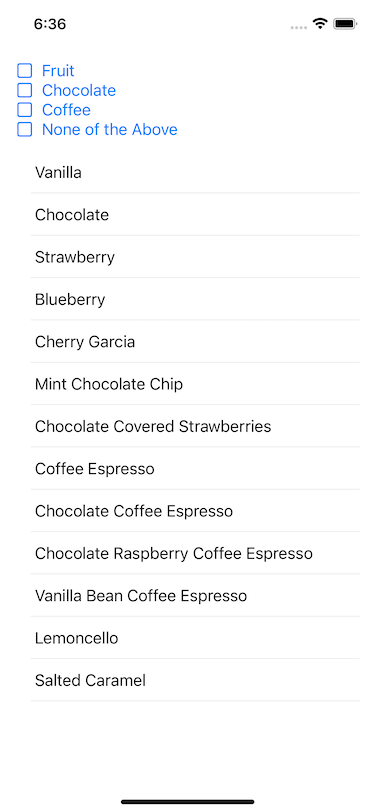 6:36
Fruit
Chocolate
Coffee
None of the Above
Vanilla
Chocolate
Strawberry
Blueberry
Cherry Garcia
Mint Chocolate Chip
Chocolate Covered Strawberries
Coffee Espresso
Chocolate Coffee Espresso
Chocolate Raspberry Coffee Espresso
Vanilla Bean Coffee Espresso
Lemoncello
Salted Caramel